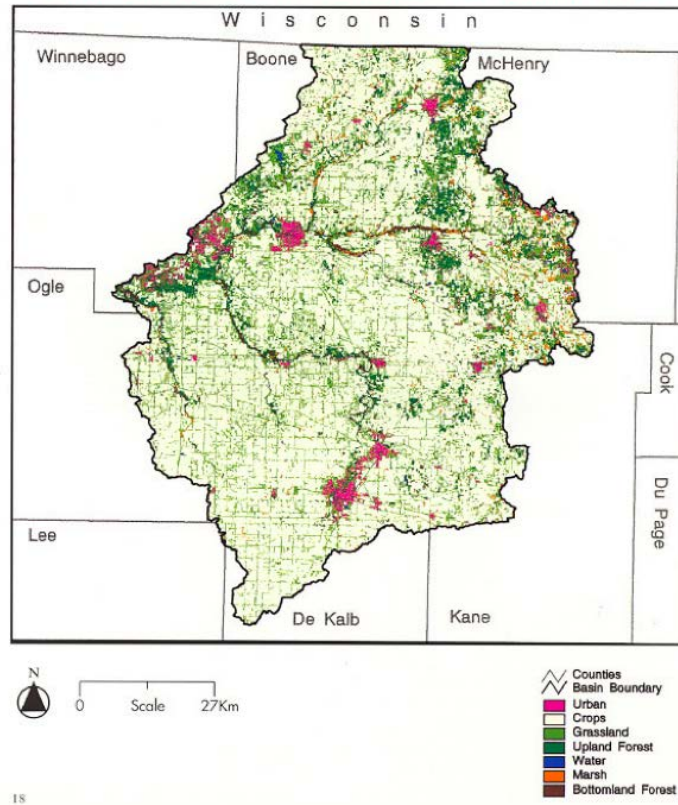 Wisconsin
Winnebago
Boone
McHenry
Ogle
Cook
Du Page
Lee
De Kalb
Kane
N
0 Scale 27Km
Counties
Basin Boundary
Urban
Crops
Grassland
Upland Forest
Water
Marsh
Bottomland Forest
18